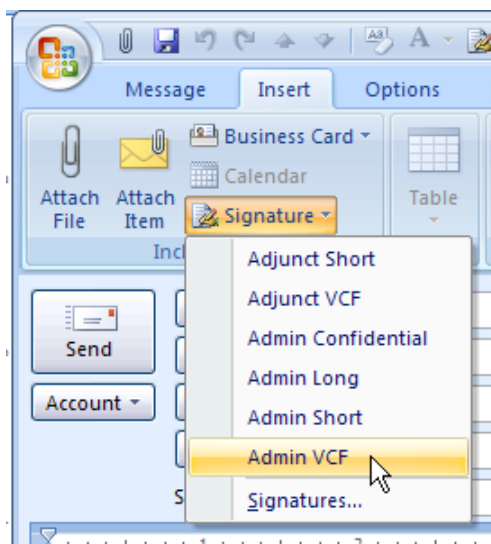 Message Insert Options
Business Card
Calendar
Signature
Attach File
Attach Item
Table
Adjunct Short
Adjunct VCF
Admin Confidential
Admin Long
Admin Short
Admin VCF
Signatures...
Send
Account